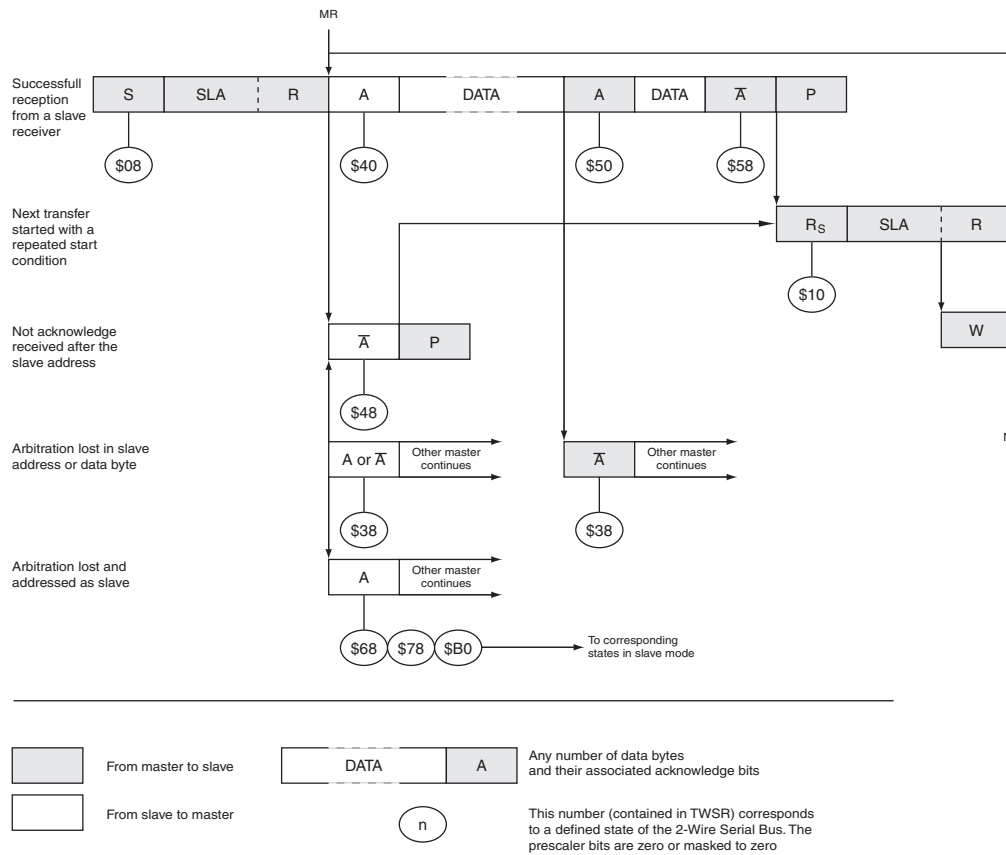 MR
Successfull
reception
from a slave
receiver
S SLA R A DATA A DATA A̅ P
$08 $40 $50 $58
Next transfer
started with a
repeated start
condition
RS SLA R
$10
W
Not acknowledge
received after the
slave address
A̅ P
$48
Arbitration lost in slave
address or data byte
A or A̅ Other master
continues
A̅ Other master
continues
$38 $38
Arbitration lost and
addressed as slave
A Other master
continues
$68 $78 $B0 To corresponding
states in slave mode
From master to slave
DATA A Any number of data bytes
and their associated acknowledge bits
From slave to master
n This number (contained in TWSR) corresponds
to a defined state of the 2-Wire Serial Bus. The
prescaler bits are zero or masked to zero